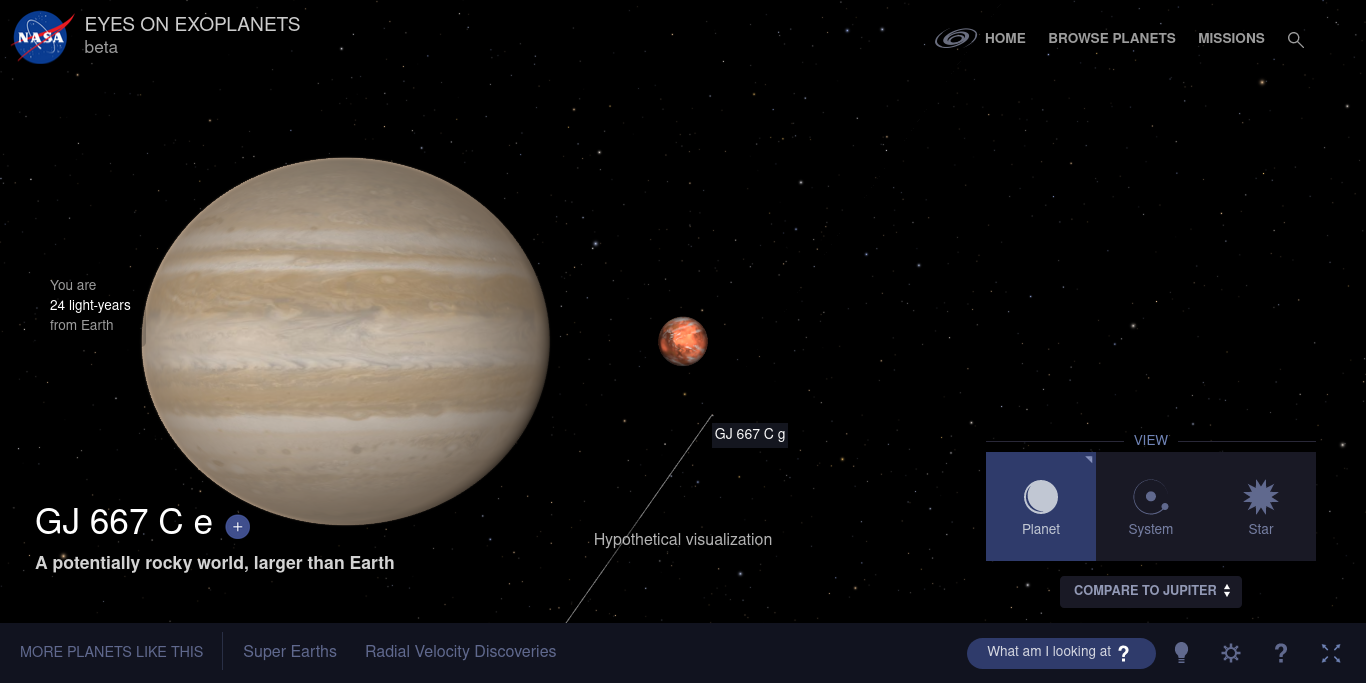 NASA
EYES ON EXOPLANETS
beta
HOME
BROWSE PLANETS
MISSIONS
You are
24 light-years
from Earth
GJ 667 C g
VIEW
Planet
System
Star
GJ 667 C e +
Hypothetical visualization
A potentially rocky world, larger than Earth
COMPARE TO JUPITER
MORE PLANETS LIKE THIS
Super Earths
Radial Velocity Discoveries
What am I looking at ?
?